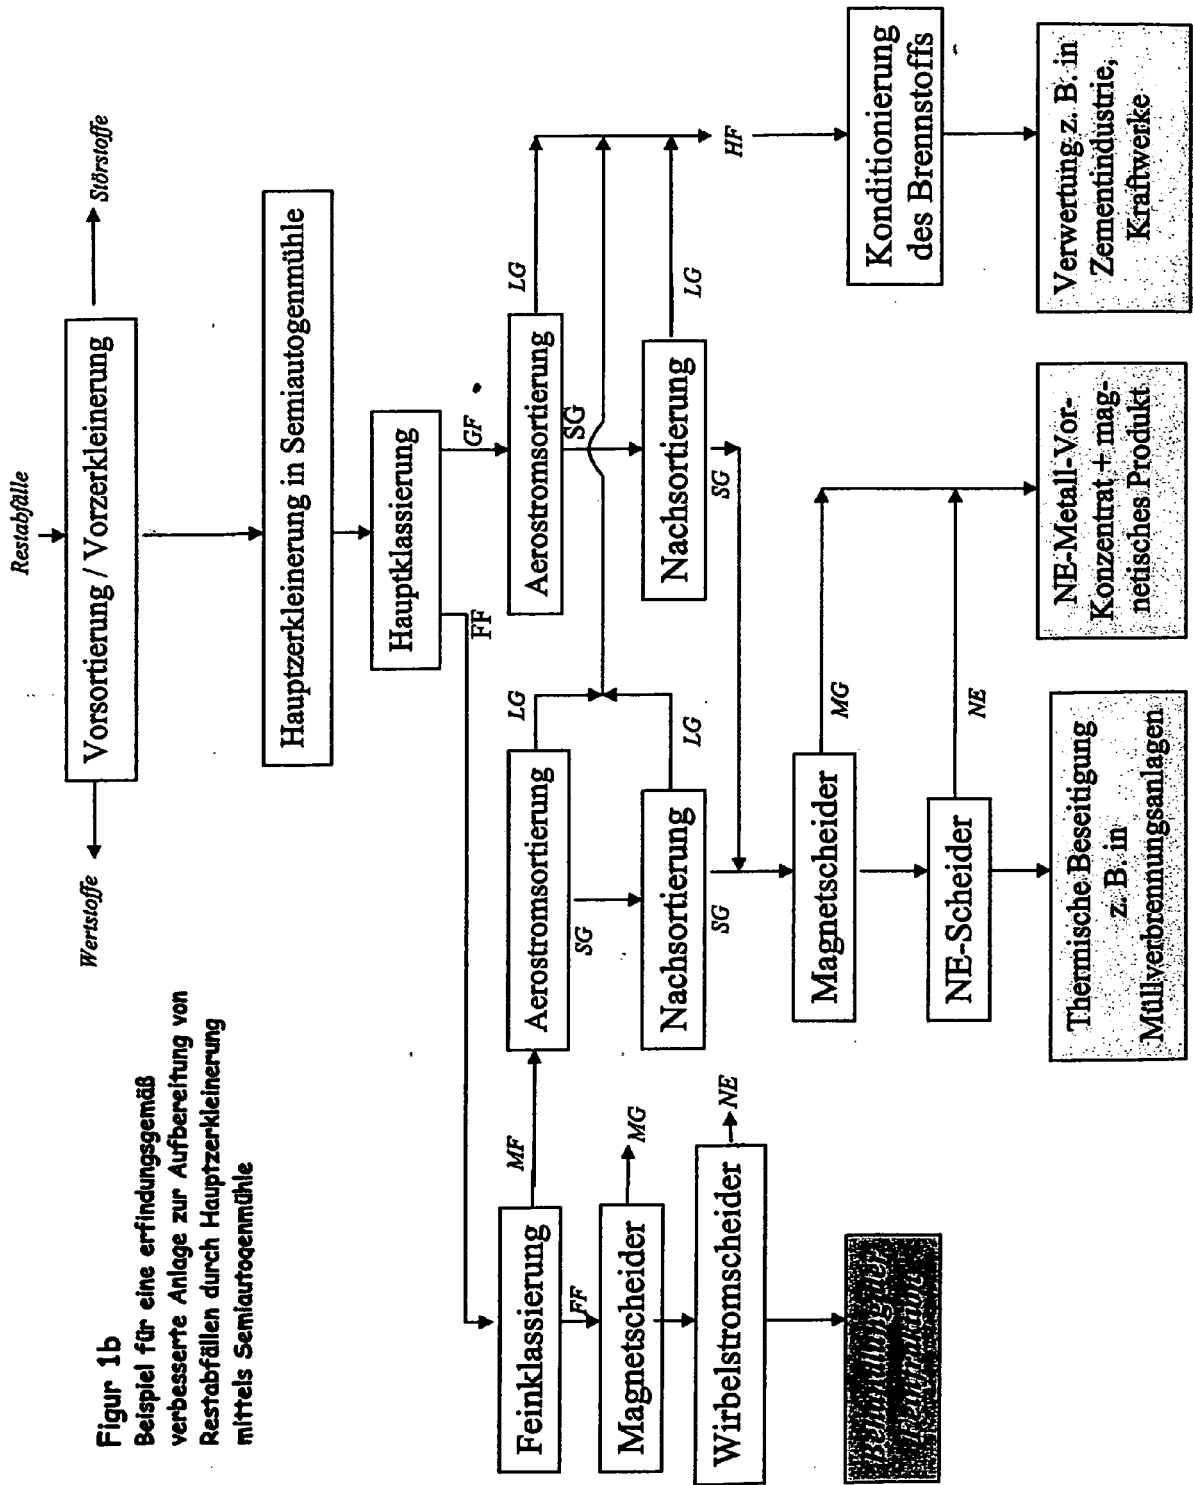 Figur 1b
Beispiel für eine erfindungsgemäß
verbesserte Anlage zur Aufbereitung von
Restabfällen durch Hauptzerkleinerung
mittels Semiautogenmühle
Restabfälle
Wertstoffe
Vorsortierung / Vorzerkleinerung
Störstoffe
Hauptzerkleinerung in Semiautogenmühle
Hauptklassierung
FF
GF
Feinklassierung
MF
Aerostromsortierung
LG
Aerostromsortierung
LG
FF
SG
SG
Magnetscheider
MG
Nachsortierung
LG
Nachsortierung
LG
SG
SG
HF
Wirbelstromscheider
NE
Magnetscheider
MG
Konditionierung
des Brennstoffs
NE-Scheider
NE
Behandlung der
Feinfraktion
Thermische Beseitigung
z. B. in
Müllverbrennungsanlagen
NE-Metall-Vor-
Konzentrat + mag-
netisches Produkt
Verwertung z. B. in
Zementindustrie,
Kraftwerke